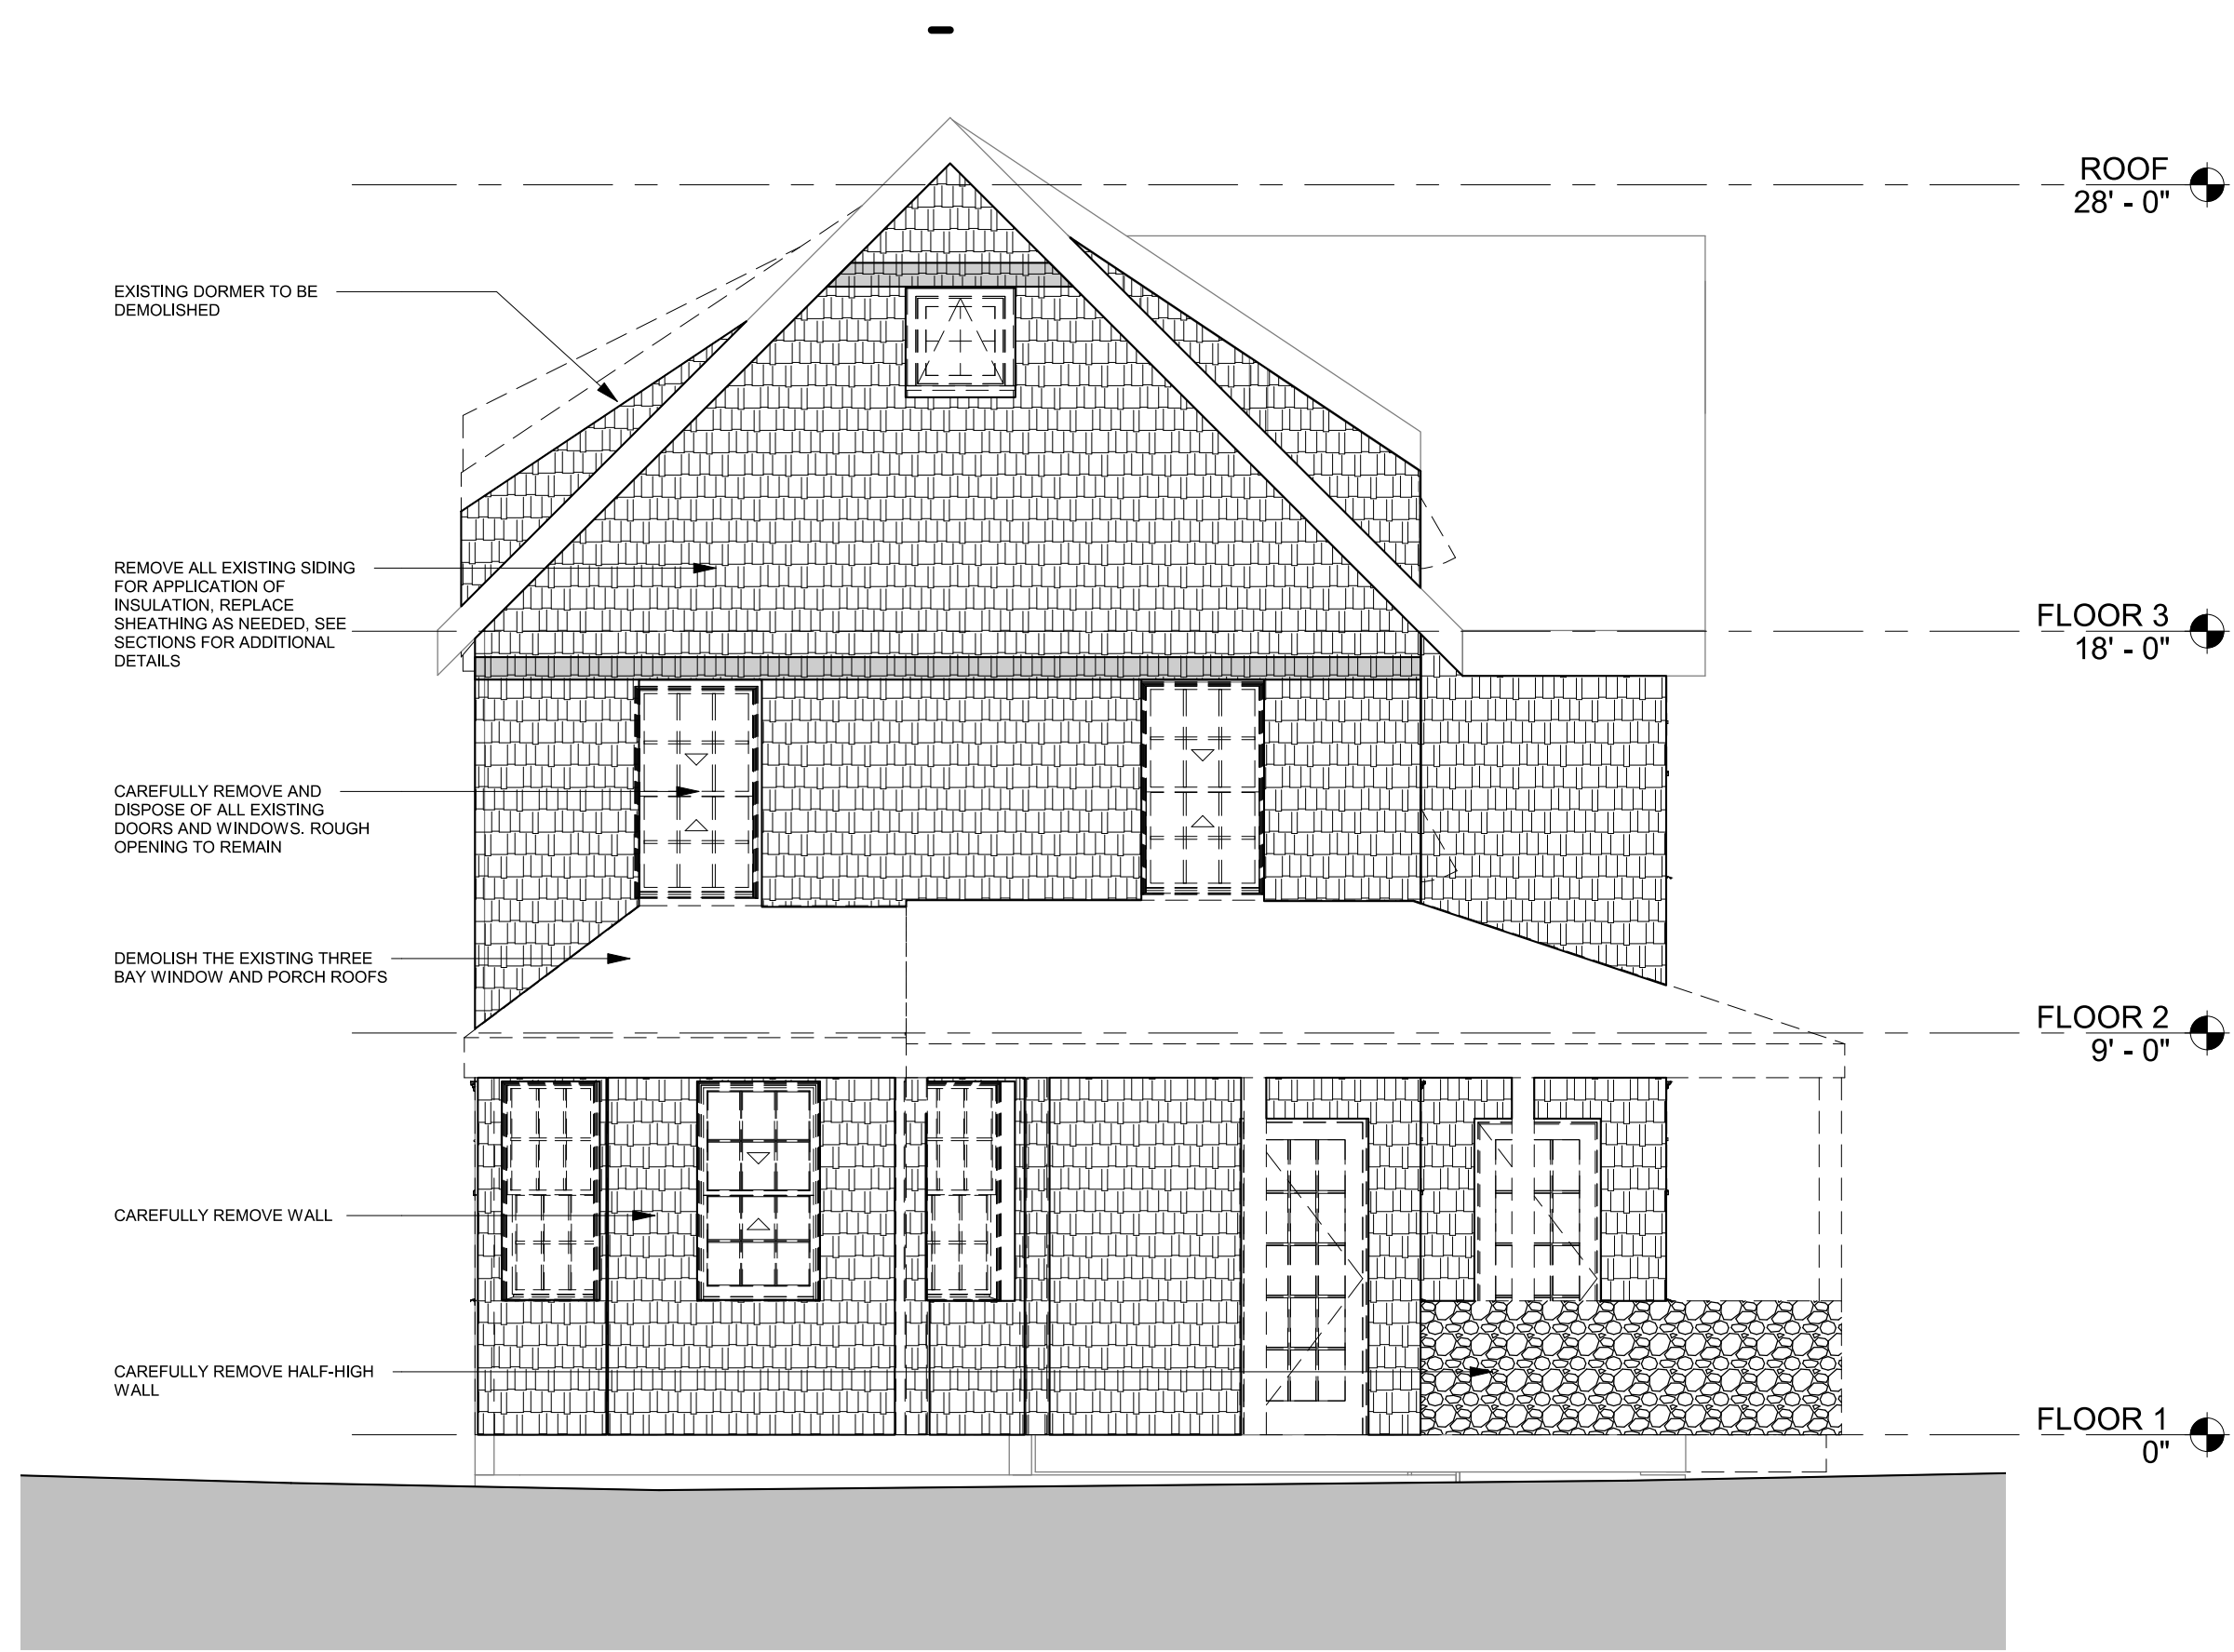 ROOF
28' - 0"
EXISTING DORMER TO BE
DEMOLISHED
REMOVE ALL EXISTING SIDING
FOR APPLICATION OF
INSULATION, REPLACE
SHEATHING AS NEEDED, SEE
SECTIONS FOR ADDITIONAL
DETAILS
FLOOR 3
18' - 0"
CAREFULLY REMOVE AND
DISPOSE OF ALL EXISTING
DOORS AND WINDOWS. ROUGH
OPENING TO REMAIN
DEMOLISH THE EXISTING THREE
BAY WINDOW AND PORCH ROOFS
FLOOR 2
9' - 0"
CAREFULLY REMOVE WALL
CAREFULLY REMOVE HALF-HIGH
WALL
FLOOR 1
0"